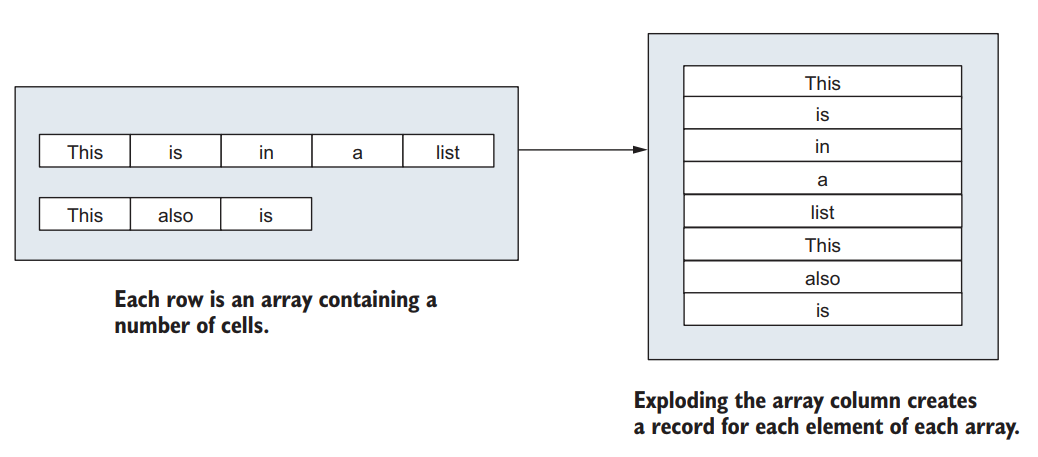 This is in a list
This also is
Each row is an array containing a
number of cells.
This
is
in
a
list
This
also
is
Exploding the array column creates
a record for each element of each array.